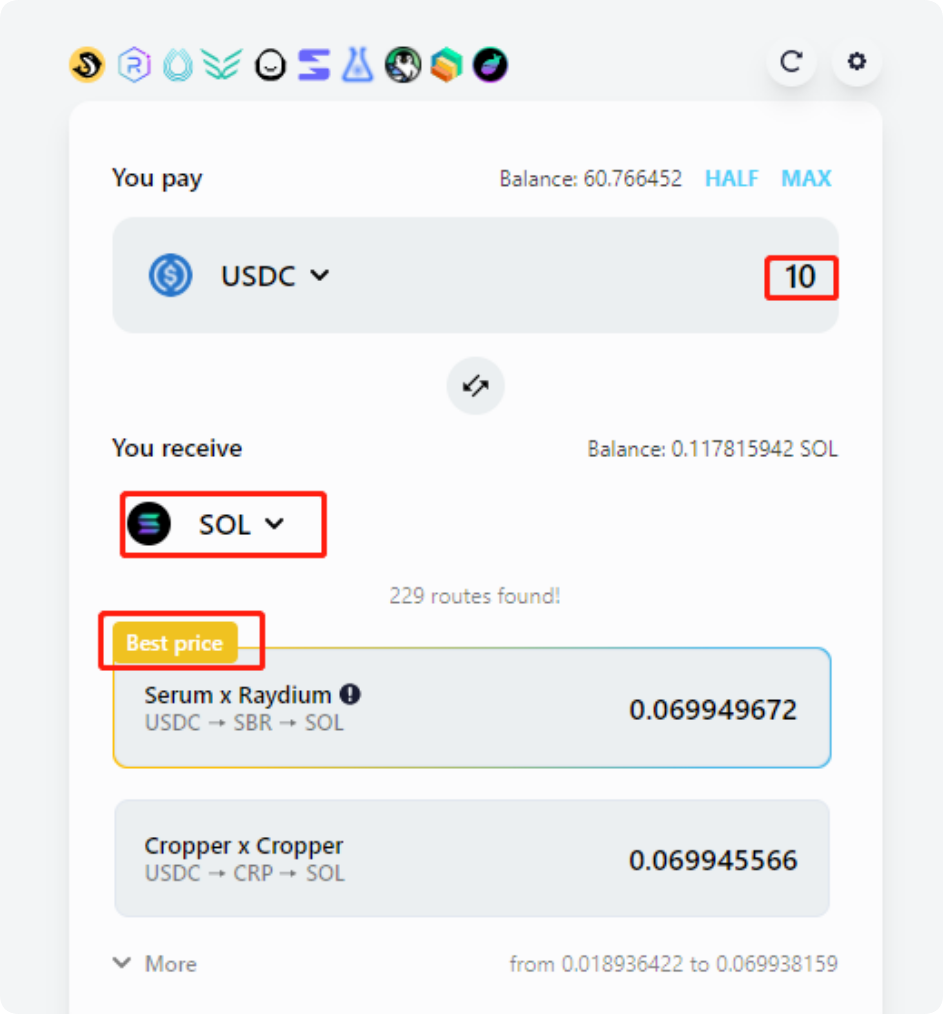 You pay Balance: 60.766452 HALF MAX
USDC 10
You receive Balance: 0.117815942 SOL
SOL
229 routes found!
Best price
Serum x Raydium 0.069949672
USDC → SBR → SOL
Cropper x Cropper 0.069945566
USDC → CRP → SOL
More from 0.018936422 to 0.069938159